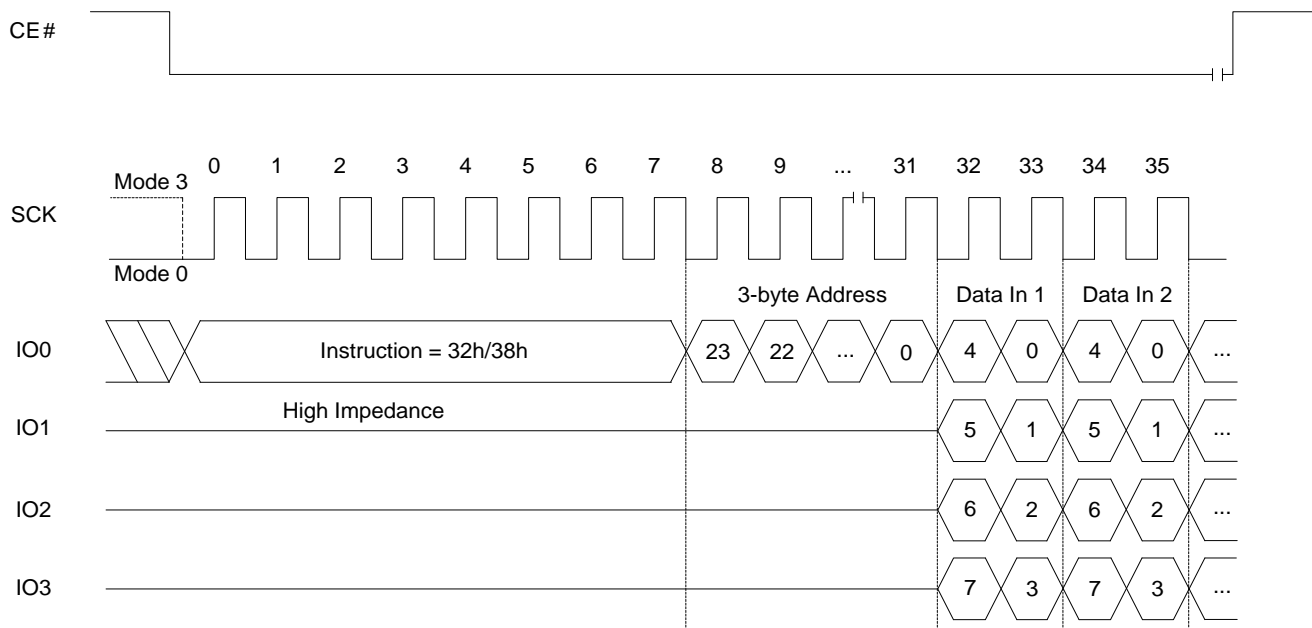 CE#
0 1 2 3 4 5 6 7 8 9 ... 31 32 33 34 35
Mode 3
SCK
Mode 0
3-byte Address Data In 1 Data In 2
IO0 Instruction = 32h/38h 23 22 ... 0 4 0 4 0 ...
High Impedance
IO1 5 1 5 1 ...
IO2 6 2 6 2 ...
IO3 7 3 7 3 ...